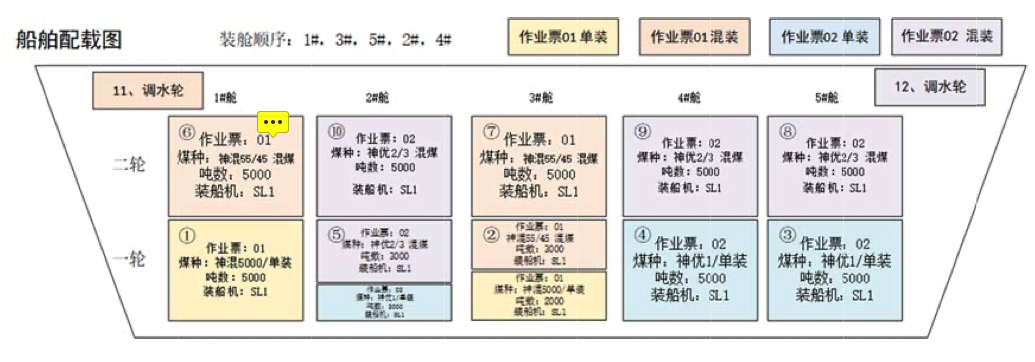 船舶配载图
装舱顺序: 1#, 3#, 5#, 2#, 4#
作业票01 单装
作业票01 混装
作业票02 单装
作业票02 混装
11、调水轮
12、调水轮
1#舱
2#舱
3#舱
4#舱
5#舱
二轮
⑥
作业票: 01
煤种: 神混55/45 混煤
吨数: 5000
装船机: SL1
⑩
作业票: 02
煤种: 神优2/3 混煤
吨数: 5000
装船机: SL1
⑦
作业票: 01
煤种: 神混55/45 混煤
吨数: 5000
装船机: SL1
⑨
作业票: 02
煤种: 神优2/3 混煤
吨数: 5000
装船机: SL1
⑧
作业票: 02
煤种: 神优2/3 混煤
吨数: 5000
装船机: SL1
一轮
①
作业票: 01
煤种: 神混5000/单装
吨数: 5000
装船机: SL1
⑤
作业票: 02
煤种: 神优2/3 混煤
吨数: 3000
装船机: SL1
作业票: 02
煤种: 神优1/单装
吨数: 2000
装船机: SL1
②
作业票: 01
神混55/45 混煤
吨数: 3000
装船机: SL1
作业票: 01
煤种: 神混5000/单装
吨数: 2000
装船机: SL1
④
作业票: 02
煤种: 神优1/单装
吨数: 5000
装船机: SL1
③
作业票: 02
煤种: 神优1/单装
吨数: 5000
装船机: SL1